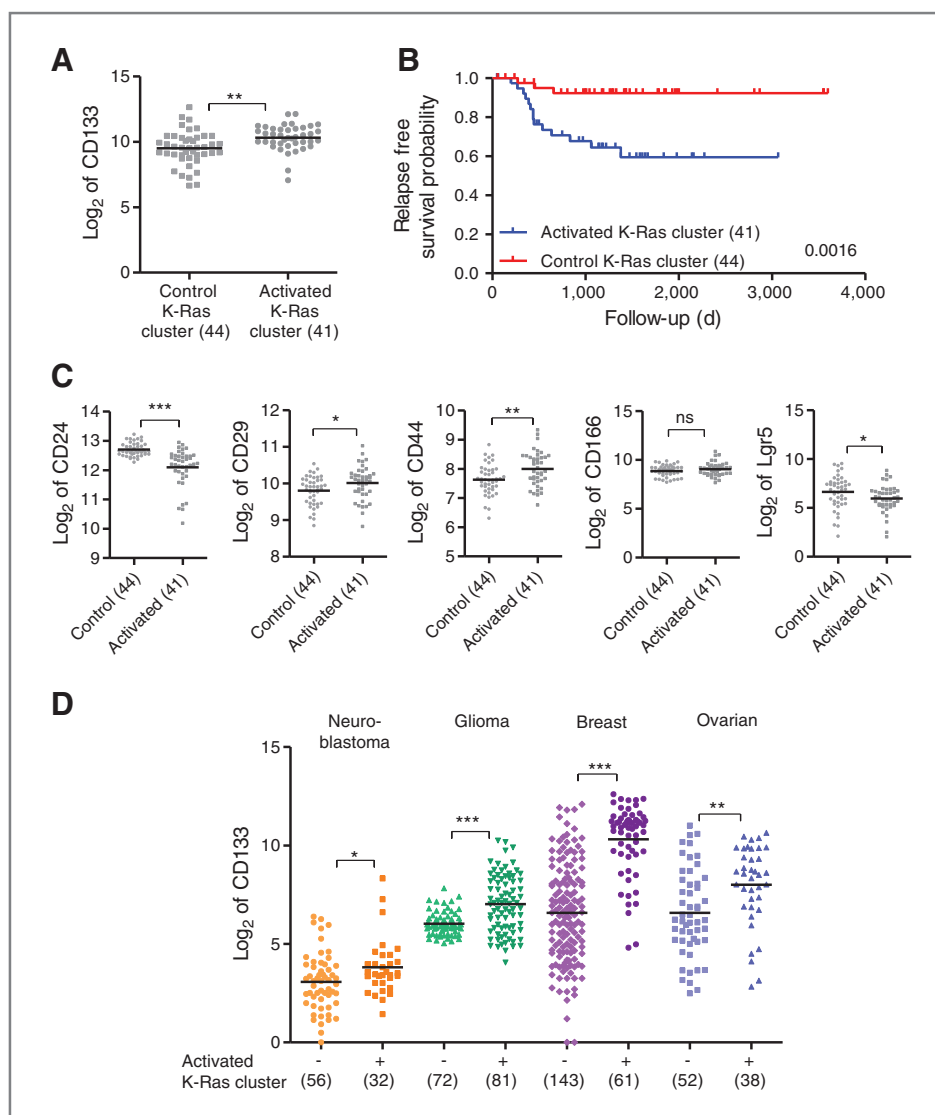 A
Log2 of CD133
15
10
5
0
**
Control
K-Ras
cluster (44)
Activated
K-Ras
cluster (41)
B
Relapse free
survival probability
1.0
0.8
0.6
0.4
0.2
0.0
Activated K-Ras cluster (41)
Control K-Ras cluster (44)
0.0016
0 1,000 2,000 3,000 4,000
Follow-up (d)
C
Log2 of CD24
14
13
12
11
10
9
***
Control (44)
Activated (41)
Log2 of CD29
12
11
10
9
8
*
Control (44)
Activated (41)
Log2 of CD44
10
9
8
7
6
5
**
Control (44)
Activated (41)
Log2 of CD166
15
10
5
0
ns
Control (44)
Activated (41)
Log2 of Lgr5
15
10
5
0
*
Control (44)
Activated (41)
D
Neuro-
blastoma
Glioma
Breast
Ovarian
Log2 of CD133
15
10
5
0
*
***
***
**
Activated - + - + - + - +
K-Ras cluster (56) (32) (72) (81) (143) (61) (52) (38)